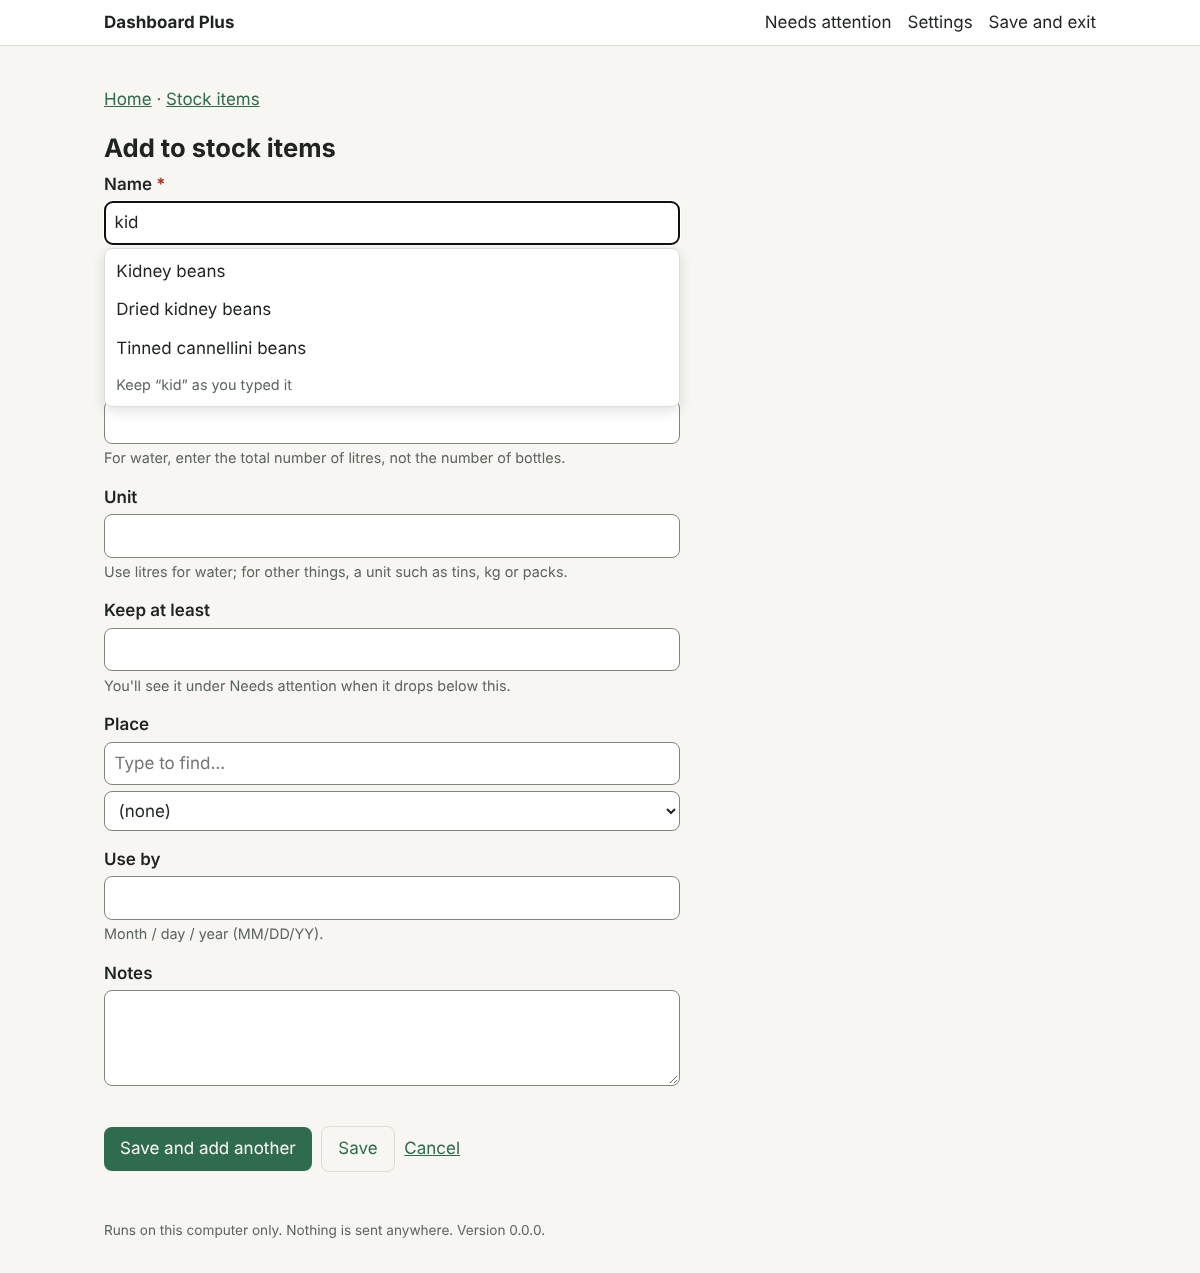 Dashboard Plus
Needs attention Settings Save and exit
Home · Stock items
Add to stock items
Name *
kid
Kidney beans
Dried kidney beans
Tinned cannellini beans
Keep “kid” as you typed it
For water, enter the total number of litres, not the number of bottles.
Unit
Use litres for water; for other things, a unit such as tins, kg or packs.
Keep at least
You'll see it under Needs attention when it drops below this.
Place
Type to find...
(none)
Use by
Month / day / year (MM/DD/YY).
Notes
Save and add another Save Cancel
Runs on this computer only. Nothing is sent anywhere. Version 0.0.0.